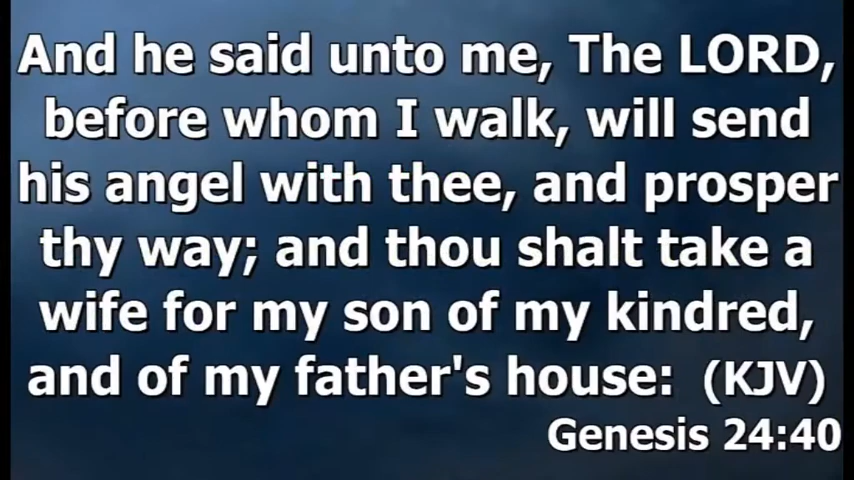 And he said unto me, The LORD,
before whom I walk, will send
his angel with thee, and prosper
thy way; and thou shalt take a
wife for my son of my kindred,
and of my father's house:  (KJV)
Genesis 24:40